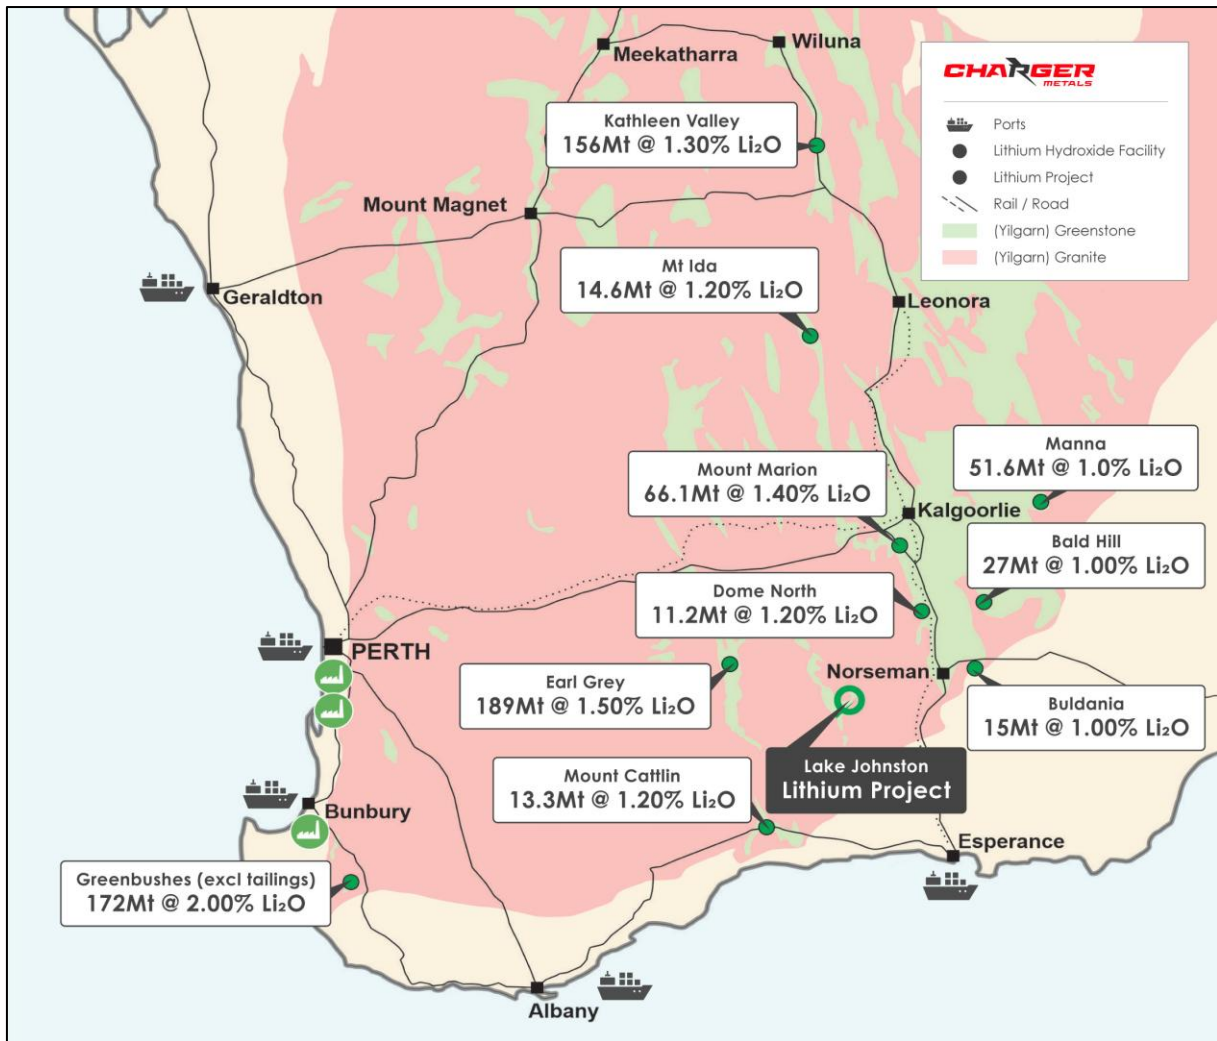 Meekatharra
Wiluna
CHARGER
METALS
Ports
Lithium Hydroxide Facility
Lithium Project
Rail / Road
(Yilgarn) Greenstone
(Yilgarn) Granite
Kathleen Valley
156Mt @ 1.30% Li₂O
Mount Magnet
Mt Ida
14.6Mt @ 1.20% Li₂O
Geraldton
Leonora
Manna
51.6Mt @ 1.0% Li₂O
Mount Marion
66.1Mt @ 1.40% Li₂O
Kalgoorlie
Bald Hill
27Mt @ 1.00% Li₂O
Dome North
11.2Mt @ 1.20% Li₂O
PERTH
Norseman
Earl Grey
189Mt @ 1.50% Li₂O
Buldania
15Mt @ 1.00% Li₂O
Lake Johnston
Lithium Project
Mount Cattlin
13.3Mt @ 1.20% Li₂O
Bunbury
Esperance
Greenbushes (excl tailings)
172Mt @ 2.00% Li₂O
Albany